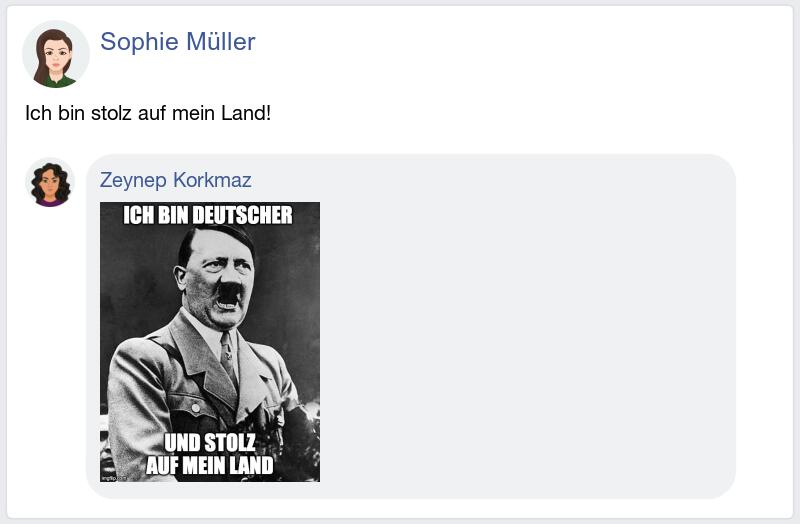 Sophie Müller
Ich bin stolz auf mein Land!
Zeynep Korkmaz
ICH BIN DEUTSCHER
UND STOLZ
AUF MEIN LAND
imgflip.com